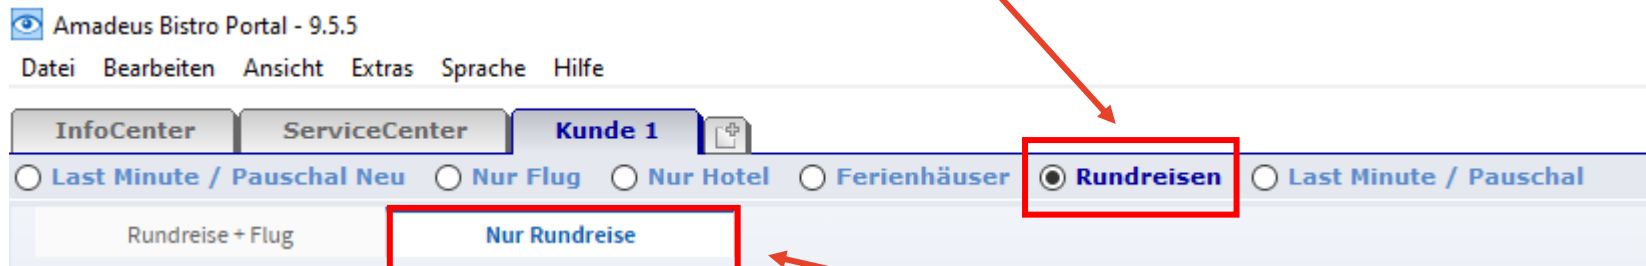 Amadeus Bistro Portal - 9.5.5
Datei Bearbeiten Ansicht Extras Sprache Hilfe
InfoCenter ServiceCenter Kunde 1
Last Minute / Pauschal Neu Nur Flug Nur Hotel Ferienhäuser Rundreisen Last Minute / Pauschal
Rundreise + Flug Nur Rundreise